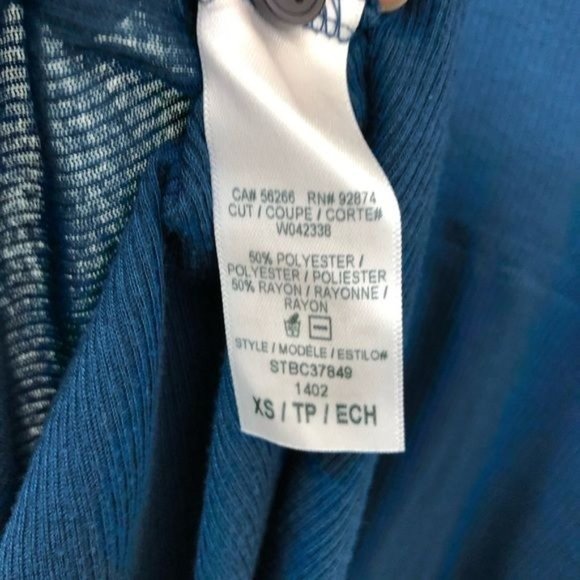 CA# 56266 RN# 92874
CUT / COUPE / CORTE#
W042338
50% POLYESTER /
POLYESTER / POLIESTER
50% RAYON / RAYONNE /
RAYON
STYLE / MODÈLE / ESTILO#
STBC37849
1402
XS / TP / ECH